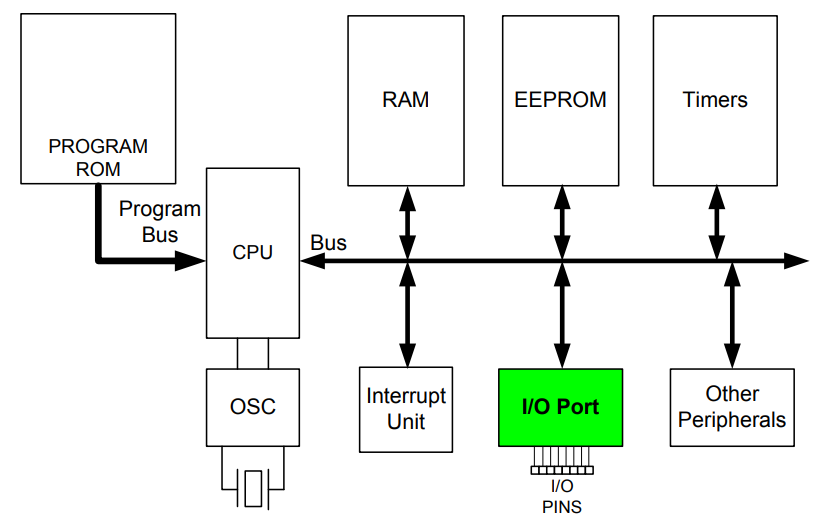 RAM
EEPROM
Timers
PROGRAM
ROM
Program
Bus
CPU
Bus
OSC
Interrupt
Unit
I/O Port
Other
Peripherals
I/O
PINS